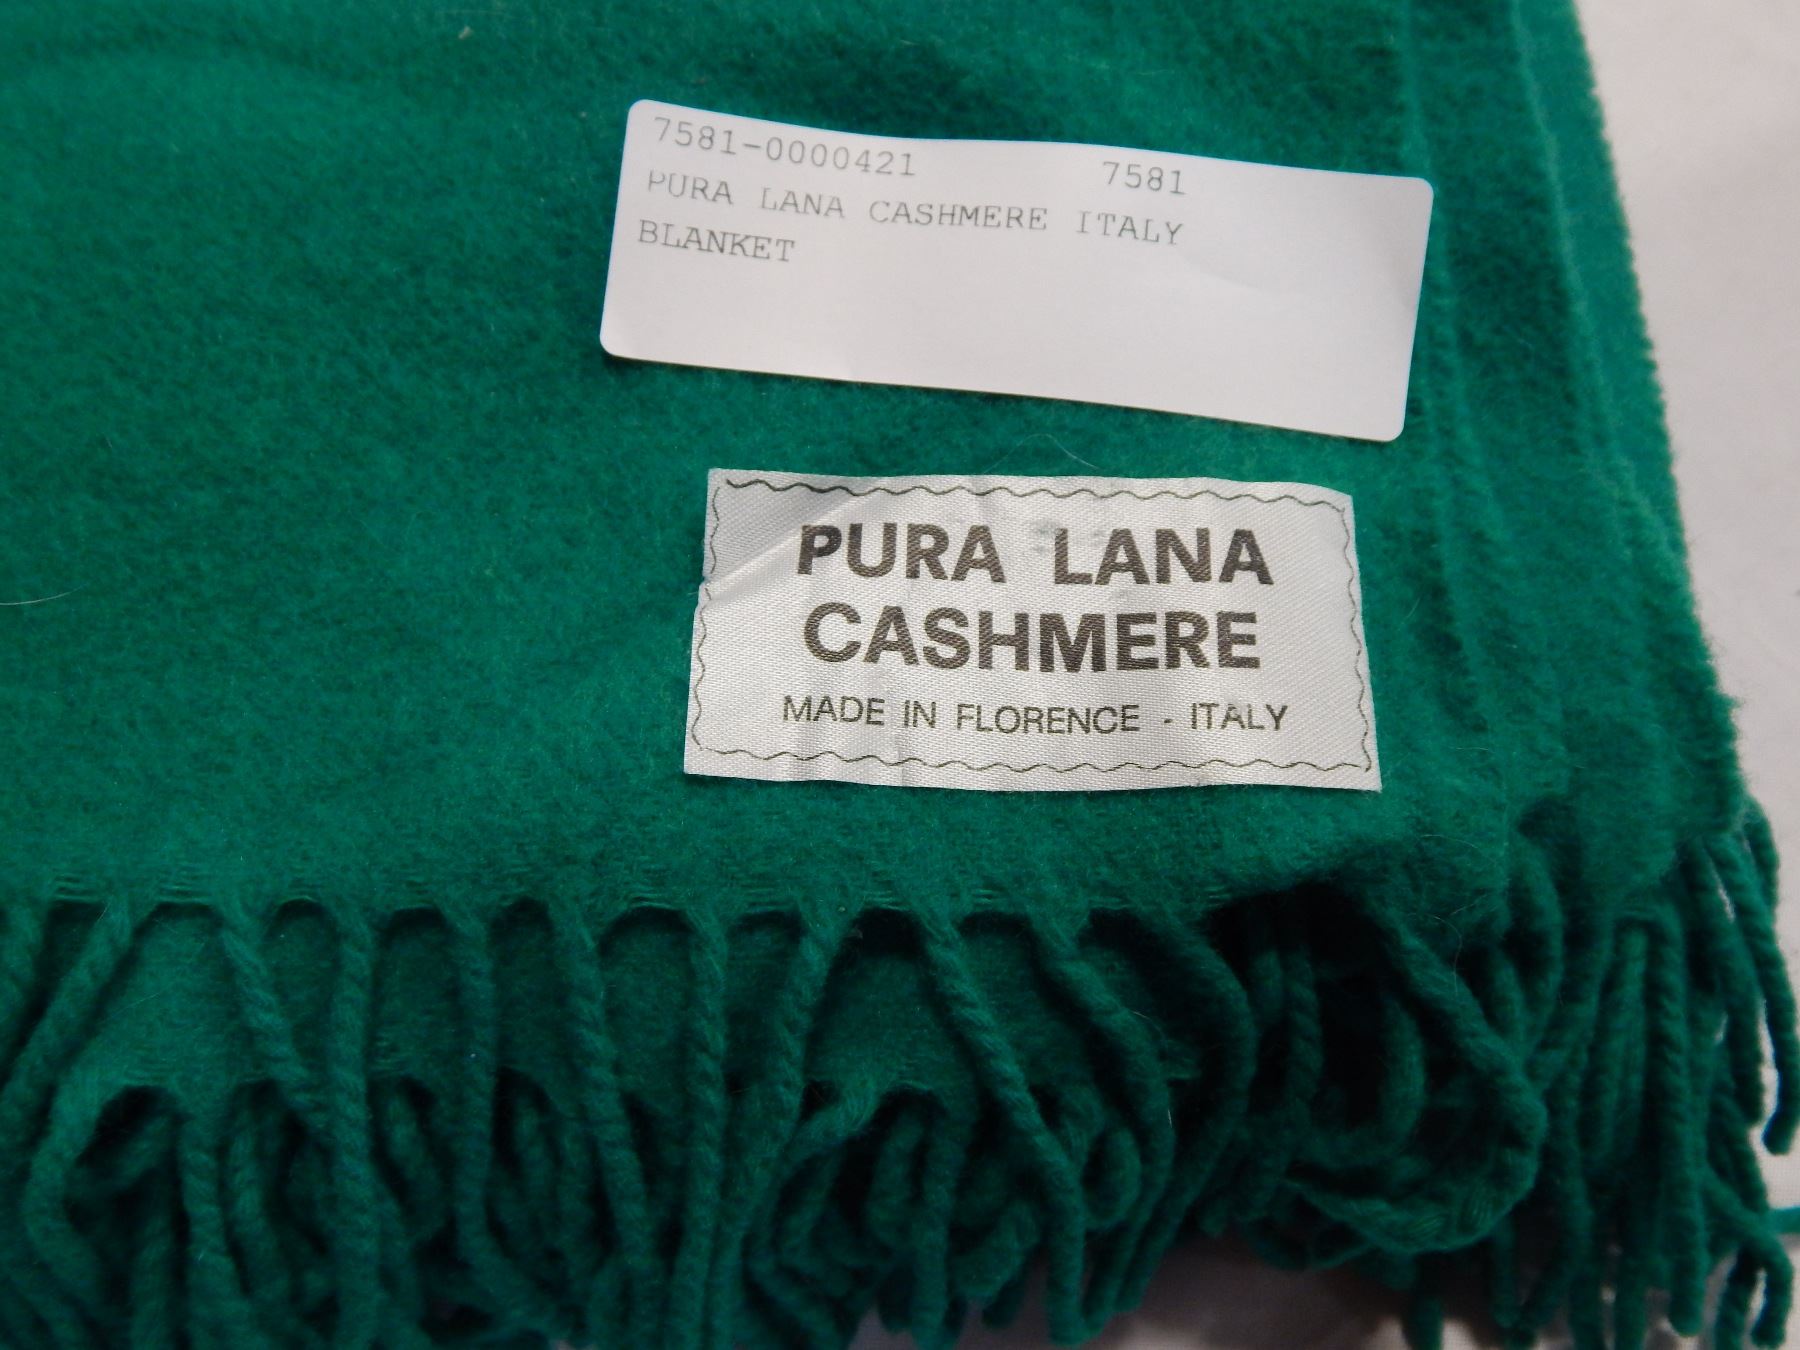 7581-0000421 7581
PURA LANA CASHMERE ITALY
BLANKET
PURA LANA
CASHMERE
MADE IN FLORENCE - ITALY